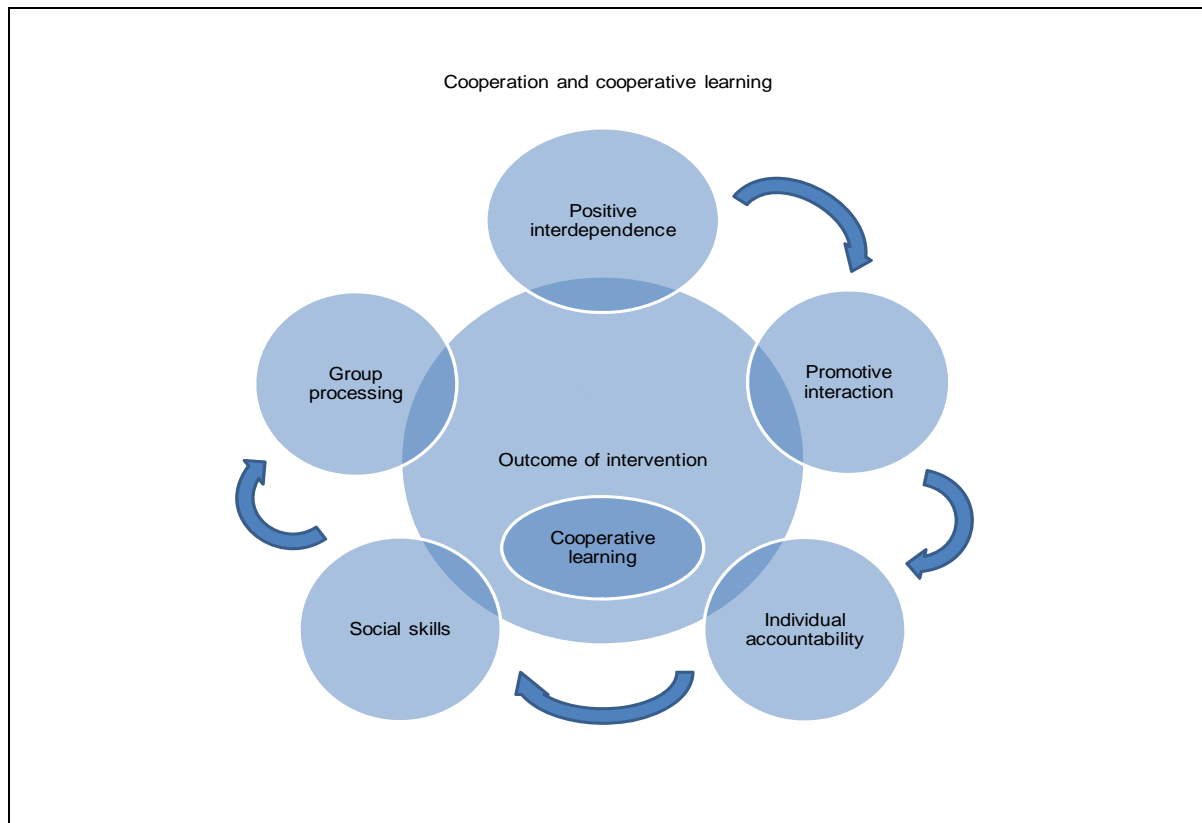 Cooperation and cooperative learning
Positive
interdependence
Group
processing
Promotive
interaction
Outcome of intervention
Cooperative
learning
Social skills
Individual
accountability